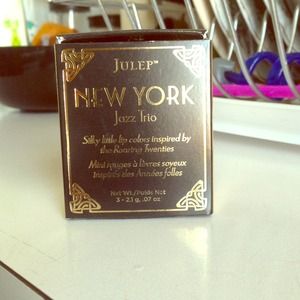 JULEP™
NEW YORK
Jazz Trio
Silky little lip colors inspired by
the Roaring Twenties
Mini rouges à lèvres soyeux
Inspirés des Années folles
Net Wt./Poids Net
3 - 2.1 g, .07 oz